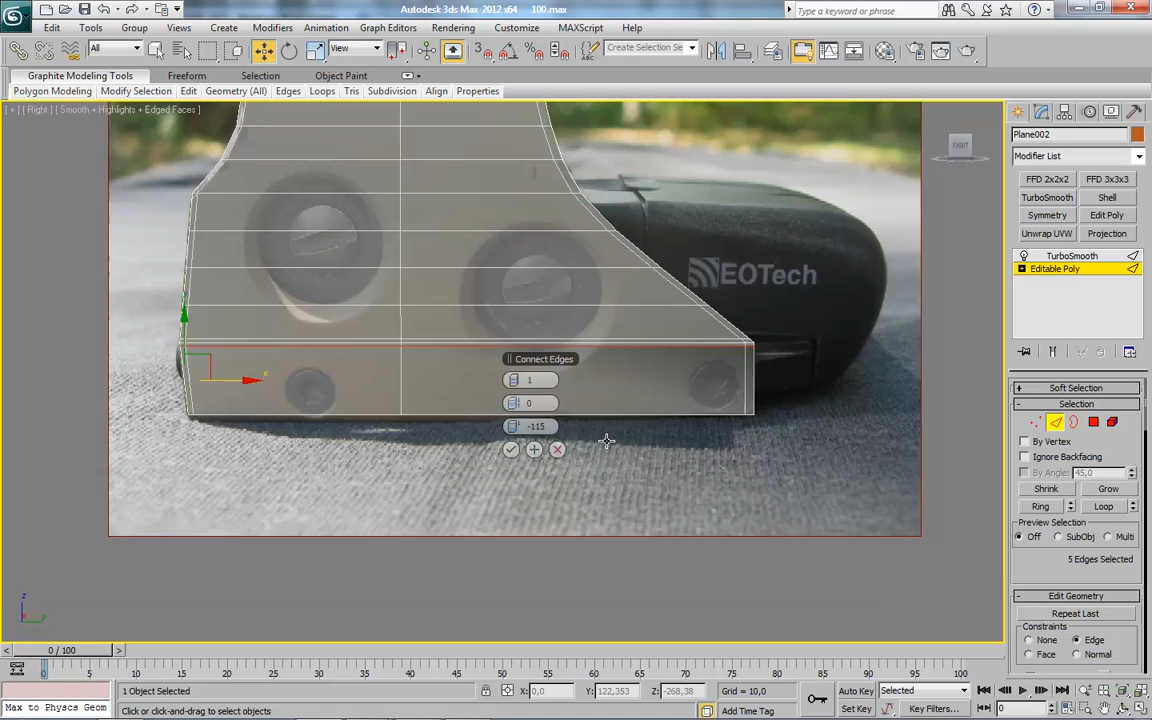 Autodesk 3ds Max 2012 x64    100.max
Type a keyword or phrase
Edit Tools Group Views Create Modifiers Animation Graph Editors Rendering Customize MAXScript Help
All View Create Selection Se
Graphite Modeling Tools Freeform Selection Object Paint
Polygon Modeling Modify Selection Edit Geometry (All) Edges Loops Tris Subdivision Align Properties
[ + ] [ Right ] [ Smooth + Highlights + Edged Faces ]
RIGHT
Plane002
Modifier List
FFD 2x2x2 FFD 3x3x3
TurboSmooth Shell
Symmetry Edit Poly
Unwrap UVW Projection
TurboSmooth
Editable Poly
EOTech
x
Connect Edges
1
0
-115
Soft Selection
Selection
By Vertex
Ignore Backfacing
By Angle: 45,0
Shrink Grow
Ring Loop
Preview Selection
Off SubObj Multi
5 Edges Selected
Edit Geometry
Repeat Last
Constraints
None Edge
Face Normal
z
y
0 / 100
0 5 10 15 20 25 30 35 40 45 50 55 60 65 70 75 80 85 90 95 100
1 Object Selected X: 0,0 Y: 122,353 Z: -268,38 Grid = 10,0 Auto Key Selected
Max to Physcs Geom Click or click-and-drag to select objects Add Time Tag Set Key Key Filters... 0